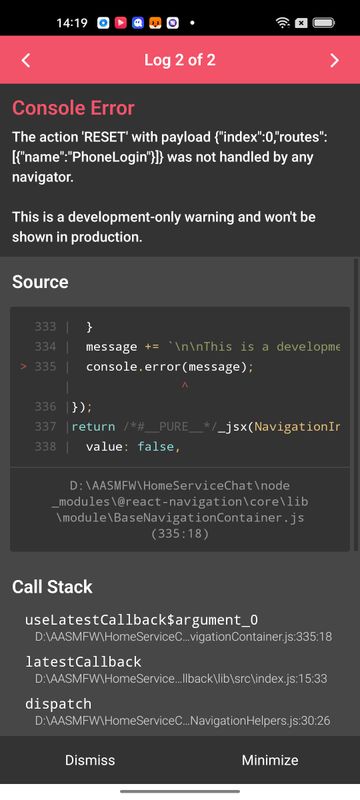 14:19
Log 2 of 2
Console Error
The action 'RESET' with payload {"index":0,"routes":
[{"name":"PhoneLogin"}]} was not handled by any
navigator.
This is a development-only warning and won't be
shown in production.
Source
333 | }
334 | message += `\n\nThis is a developme
> 335 | console.error(message);
| ^
336 | });
337 | return /*#__PURE__*/_jsx(NavigationIn
338 | value: false,
D:\AASMFW\HomeServiceChat\node
_modules\@react-navigation\core\lib
\module\BaseNavigationContainer.js
(335:18)
Call Stack
useLatestCallback$argument_0
D:\AASMFW\HomeServiceC...vigationContainer.js:335:18
latestCallback
D:\AASMFW\HomeServiceC...llback\lib\src\index.js:15:33
dispatch
D:\AASMFW\HomeServiceC...NavigationHelpers.js:30:26
Dismiss
Minimize